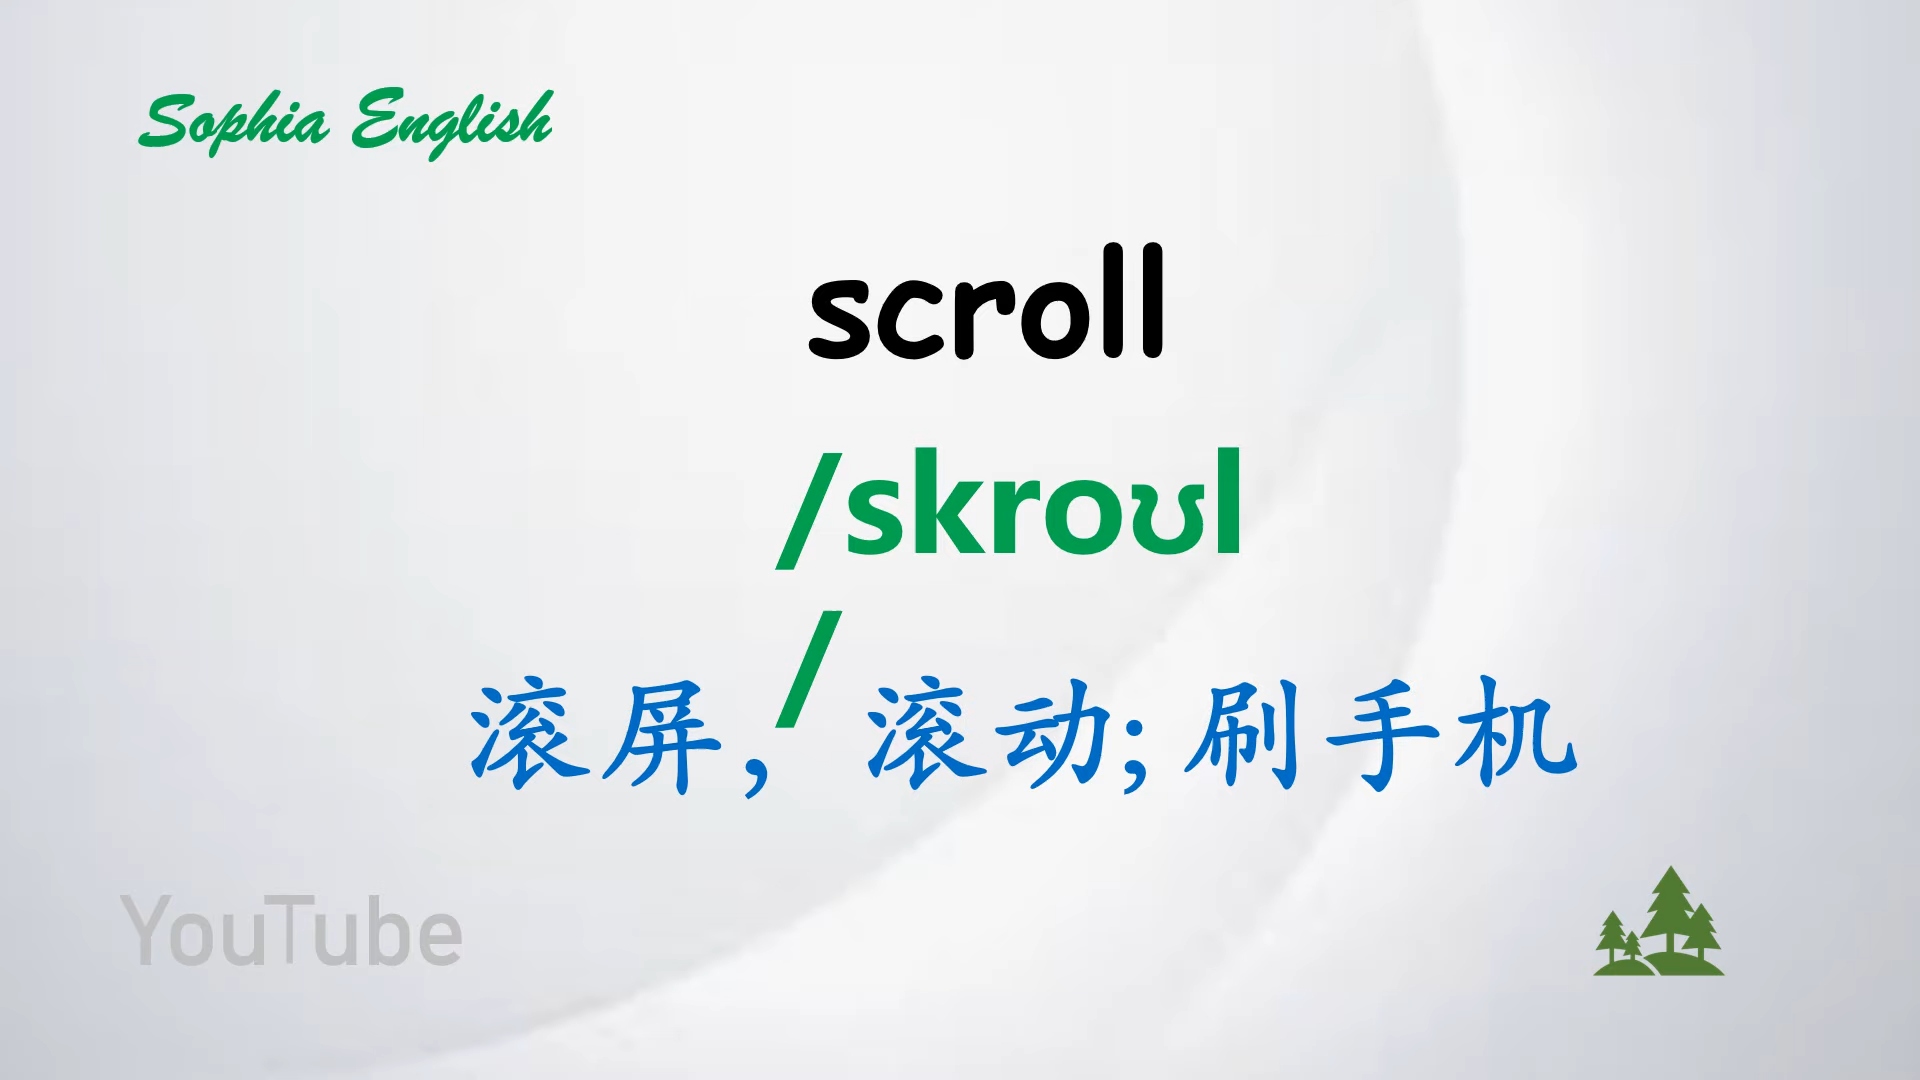 Sophia English
scroll
/skroʊl
/
滚屏，滚动; 刷手机
YouTube